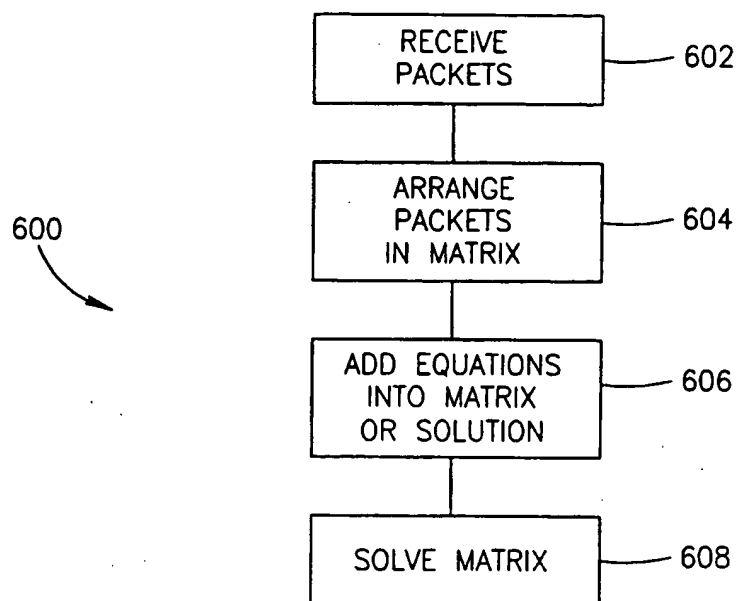 RECEIVE
PACKETS
602
ARRANGE
PACKETS
IN MATRIX
604
600
ADD EQUATIONS
INTO MATRIX
OR SOLUTION
606
SOLVE MATRIX
608